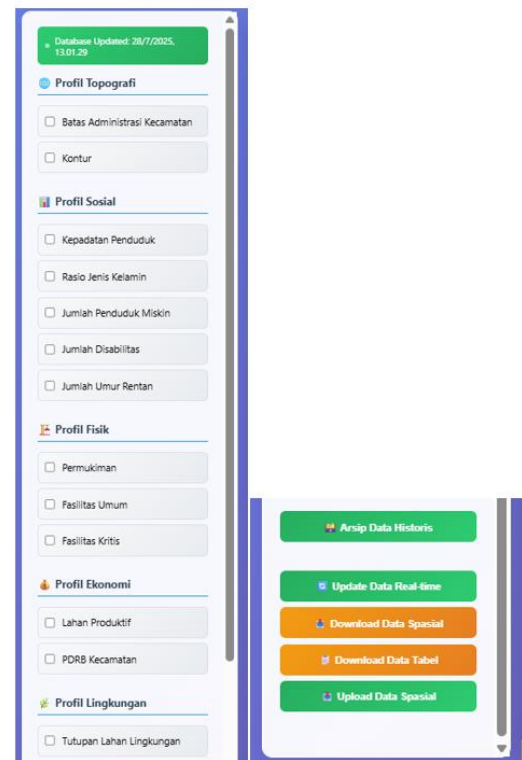 Database Updated: 28/7/2025,
13.01.29
Profil Topografi
Batas Administrasi Kecamatan
Kontur
Profil Sosial
Kepadatan Penduduk
Rasio Jenis Kelamin
Jumlah Penduduk Miskin
Jumlah Disabilitas
Jumlah Umur Rentan
Profil Fisik
Permukiman
Fasilitas Umum
Fasilitas Kritis
Profil Ekonomi
Lahan Produktif
PDRB Kecamatan
Profil Lingkungan
Tutupan Lahan Lingkungan
Arsip Data Historis
Update Data Real-time
Download Data Spasial
Download Data Tabel
Upload Data Spasial